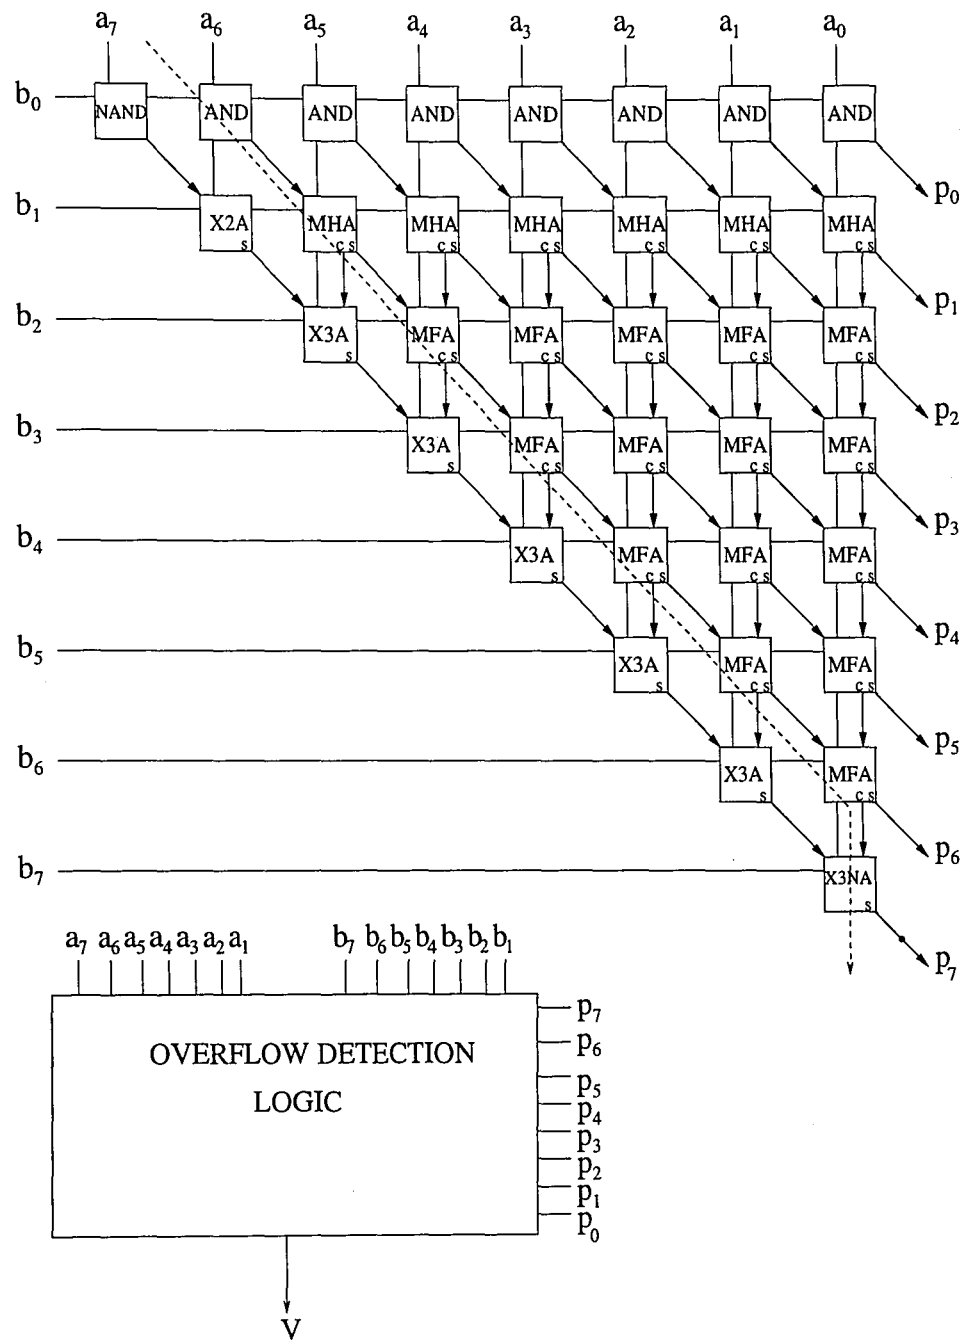 a7 a6 a5 a4 a3 a2 a1 a0
b0 NAND AND AND AND AND AND AND AND
p0
b1 X2A MHA MHA MHA MHA MHA MHA
s c s c s c s c s c s c s
p1
b2 X3A MFA MFA MFA MFA MFA
s c s c s c s c s c s
p2
b3 X3A MFA MFA MFA MFA
s c s c s c s c s
p3
b4 X3A MFA MFA MFA
s c s c s c s
p4
b5 X3A MFA MFA
s c s c s
p5
b6 X3A MFA
s c s
p6
b7 X3NA
s
p7
a7 a6 a5 a4 a3 a2 a1 b7 b6 b5 b4 b3 b2 b1
p7
p6
OVERFLOW DETECTION
p5
LOGIC
p4
p3
p2
p1
p0
V